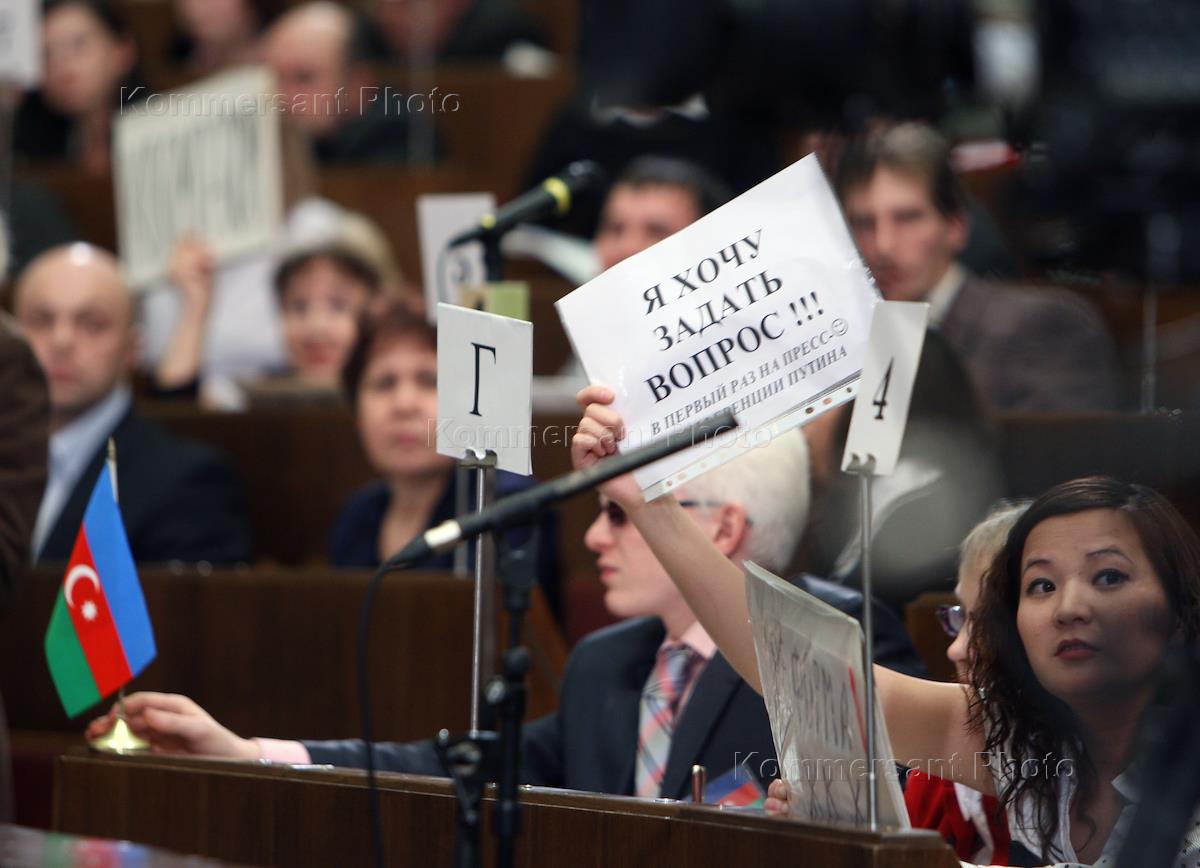 Kommersant Photo
Я ХОЧУ
ЗАДАТЬ
ВОПРОС !!!
В ПЕРВЫЙ РАЗ НА ПРЕСС-
ПУТИНА
Г
4
Kommersant Photo
Kommersant Photo